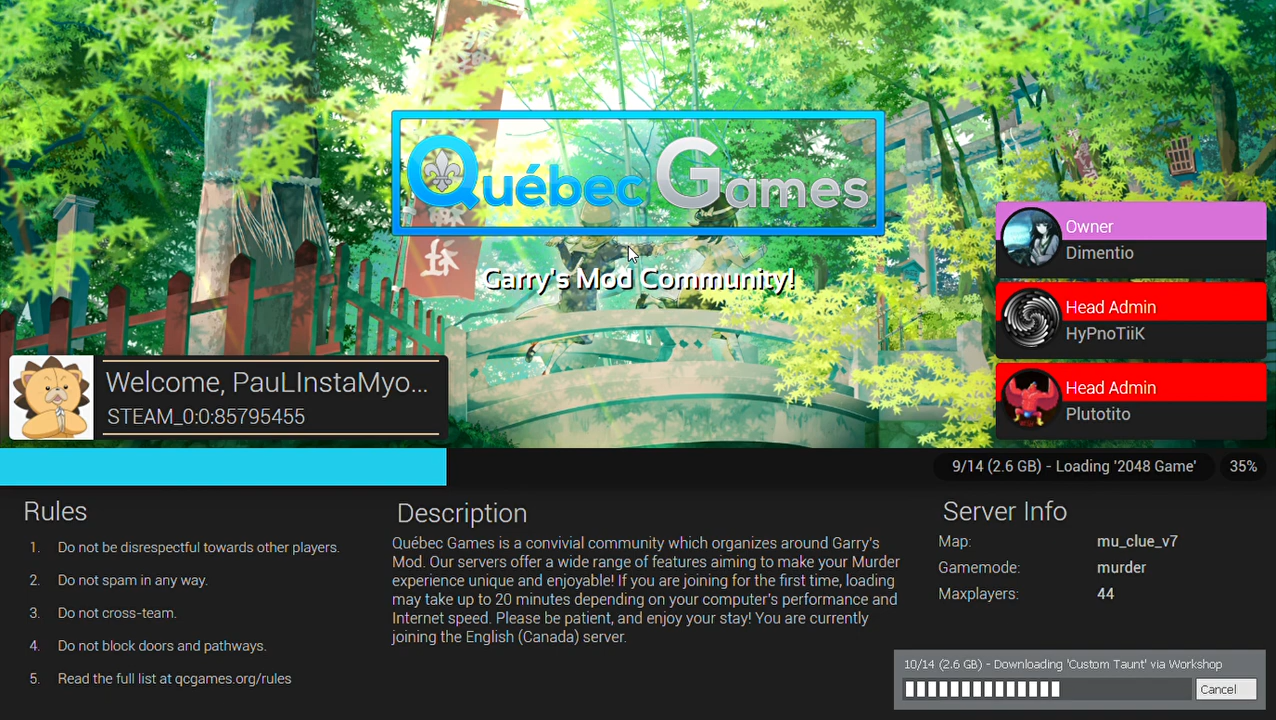 Québec Games
Garry's Mod Community!
Owner
Dimentio
Head Admin
HyPnoTiiK
Head Admin
Plutotito
Welcome, PauLInstaMyo...
STEAM_0:0:85795455
9/14 (2.6 GB) - Loading '2048 Game'
35%
Rules
1. Do not be disrespectful towards other players.
2. Do not spam in any way.
3. Do not cross-team.
4. Do not block doors and pathways.
5. Read the full list at qcgames.org/rules
Description
Québec Games is a convivial community which organizes around Garry's
Mod. Our servers offer a wide range of features aiming to make your Murder
experience unique and enjoyable! If you are joining for the first time, loading
may take up to 20 minutes depending on your computer's performance and
Internet speed. Please be patient, and enjoy your stay! You are currently
joining the English (Canada) server.
Server Info
Map: mu_clue_v7
Gamemode: murder
Maxplayers: 44
10/14 (2.6 GB) - Downloading 'Custom Taunt' via Workshop
Cancel
社